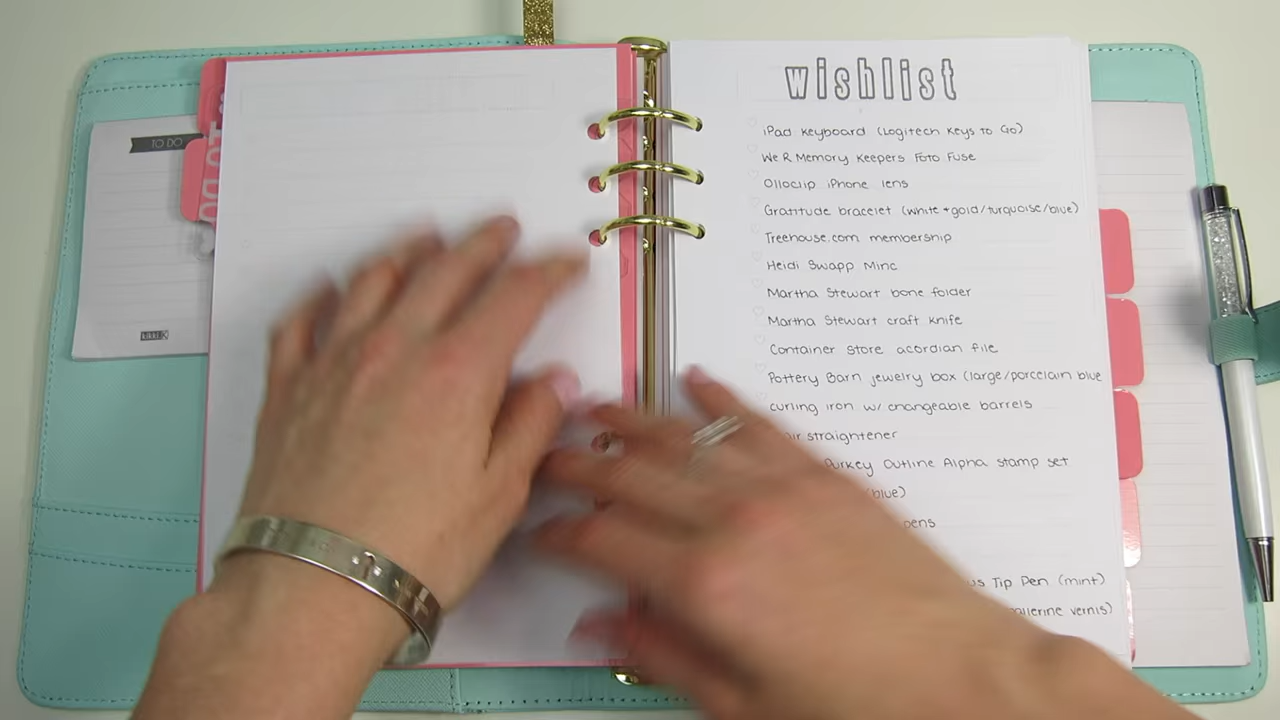 TO DO
kikki.K
wishlist
iPad Keyboard (Logitech Keys to Go)
We R Memory Keepers Foto Fuse
Olloclip iPhone lens
Gratitude bracelet (white + gold/turquoise/blue)
Treehouse.com membership
Heidi Swapp Minc
Martha Stewart bone folder
Martha Stewart craft knife
Container Store acordian file
Pottery Barn jewelry box (large/porcelain blue
curling iron w/ changeable barrels
air straightener
Outline Alpha stamp set
(blue)
pens
us Tip Pen (mint)
vernis)